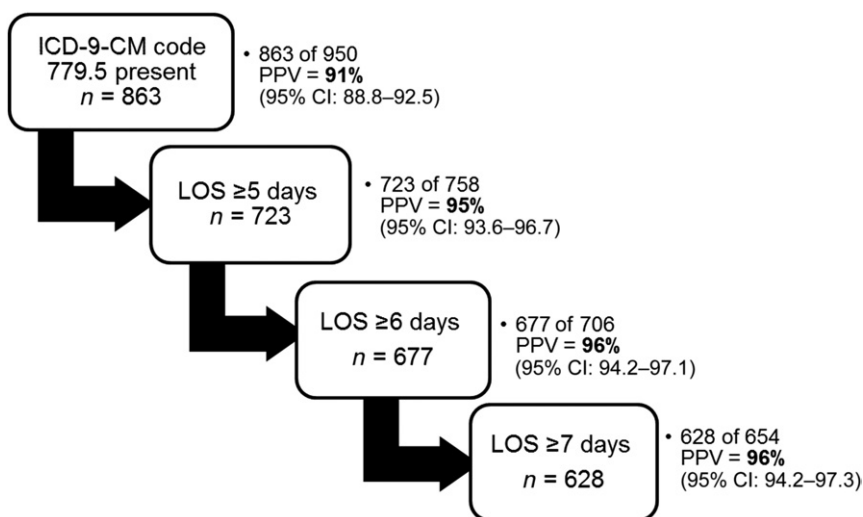 ICD-9-CM code
779.5 present
n = 863
• 863 of 950
PPV = 91%
(95% CI: 88.8–92.5)
LOS ≥5 days
n = 723
• 723 of 758
PPV = 95%
(95% CI: 93.6–96.7)
LOS ≥6 days
n = 677
• 677 of 706
PPV = 96%
(95% CI: 94.2–97.1)
LOS ≥7 days
n = 628
• 628 of 654
PPV = 96%
(95% CI: 94.2–97.3)